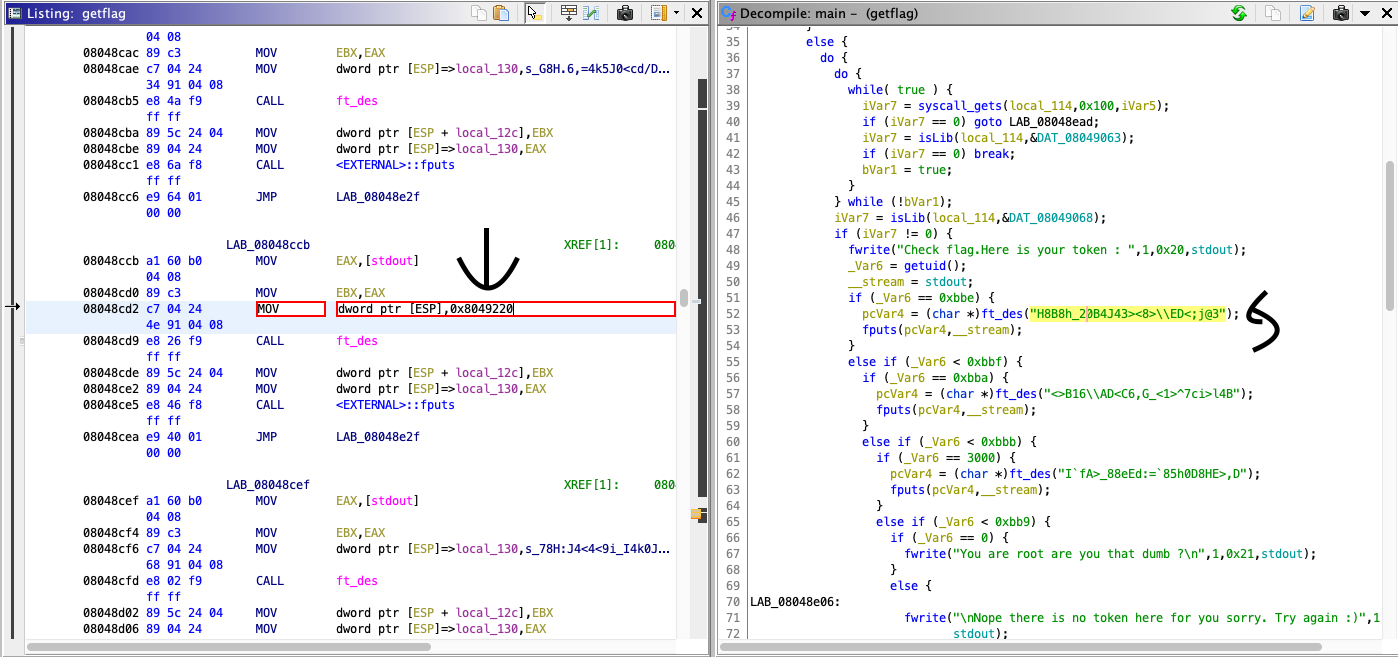 Listing: getflag
04 08
08048cac 89 c3 MOV EBX,EAX
08048cae c7 04 24 MOV dword ptr [ESP]=>local_130,s_G8H.6,=4k5J0<cd/D...
34 91 04 08
08048cb5 e8 4a f9 CALL ft_des
ff ff
08048cba 89 5c 24 04 MOV dword ptr [ESP + local_12c],EBX
08048cbe 89 04 24 MOV dword ptr [ESP]=>local_130,EAX
08048cc1 e8 6a f8 CALL <EXTERNAL>::fputs
ff ff
08048cc6 e9 64 01 JMP LAB_08048e2f
00 00
LAB_08048ccb XREF[1]: 080
08048ccb a1 60 b0 MOV EAX,[stdout]
04 08
08048cd0 89 c3 MOV EBX,EAX
08048cd2 c7 04 24 MOV dword ptr [ESP],0x8049220
4e 91 04 08
08048cd9 e8 26 f9 CALL ft_des
ff ff
08048cde 89 5c 24 04 MOV dword ptr [ESP + local_12c],EBX
08048ce2 89 04 24 MOV dword ptr [ESP]=>local_130,EAX
08048ce5 e8 46 f8 CALL <EXTERNAL>::fputs
ff ff
08048cea e9 40 01 JMP LAB_08048e2f
00 00
LAB_08048cef XREF[1]: 080
08048cef a1 60 b0 MOV EAX,[stdout]
04 08
08048cf4 89 c3 MOV EBX,EAX
08048cf6 c7 04 24 MOV dword ptr [ESP]=>local_130,s_78H:J4<4<9i_I4k0J...
68 91 04 08
08048cfd e8 02 f9 CALL ft_des
ff ff
08048d02 89 5c 24 04 MOV dword ptr [ESP + local_12c],EBX
08048d06 89 04 24 MOV dword ptr [ESP]=>local_130,EAX
Decompile: main - (getflag)
35 else {
36 do {
37 do {
38 while( true ) {
39 iVar7 = syscall_gets(local_114,0x100,iVar5);
40 if (iVar7 == 0) goto LAB_08048ead;
41 iVar7 = isLib(local_114,&DAT_08049063);
42 if (iVar7 == 0) break;
43 bVar1 = true;
44 }
45 } while (!bVar1);
46 iVar7 = isLib(local_114,&DAT_08049068);
47 if (iVar7 != 0) {
48 fwrite("Check flag.Here is your token : ",1,0x20,stdout);
49 _Var6 = getuid();
50 __stream = stdout;
51 if (_Var6 == 0xbbe) {
52 pcVar4 = (char *)ft_des("H8B8h_20B4J43><8>\\ED<;j@3");
53 fputs(pcVar4,__stream);
54 }
55 else if (_Var6 < 0xbbf) {
56 if (_Var6 == 0xbba) {
57 pcVar4 = (char *)ft_des("<>B16\\AD<C6,G_<1>^7ci>l4B");
58 fputs(pcVar4,__stream);
59 }
60 else if (_Var6 < 0xbbb) {
61 if (_Var6 == 3000) {
62 pcVar4 = (char *)ft_des("I`fA>_88eEd:=`85h0D8HE>,D");
63 fputs(pcVar4,__stream);
64 }
65 else if (_Var6 < 0xbb9) {
66 if (_Var6 == 0) {
67 fwrite("You are root are you that dumb ?\n",1,0x21,stdout);
68 }
69 else {
70 LAB_08048e06:
71 fwrite("\nNope there is no token here for you sorry. Try again :)",1
72 stdout);